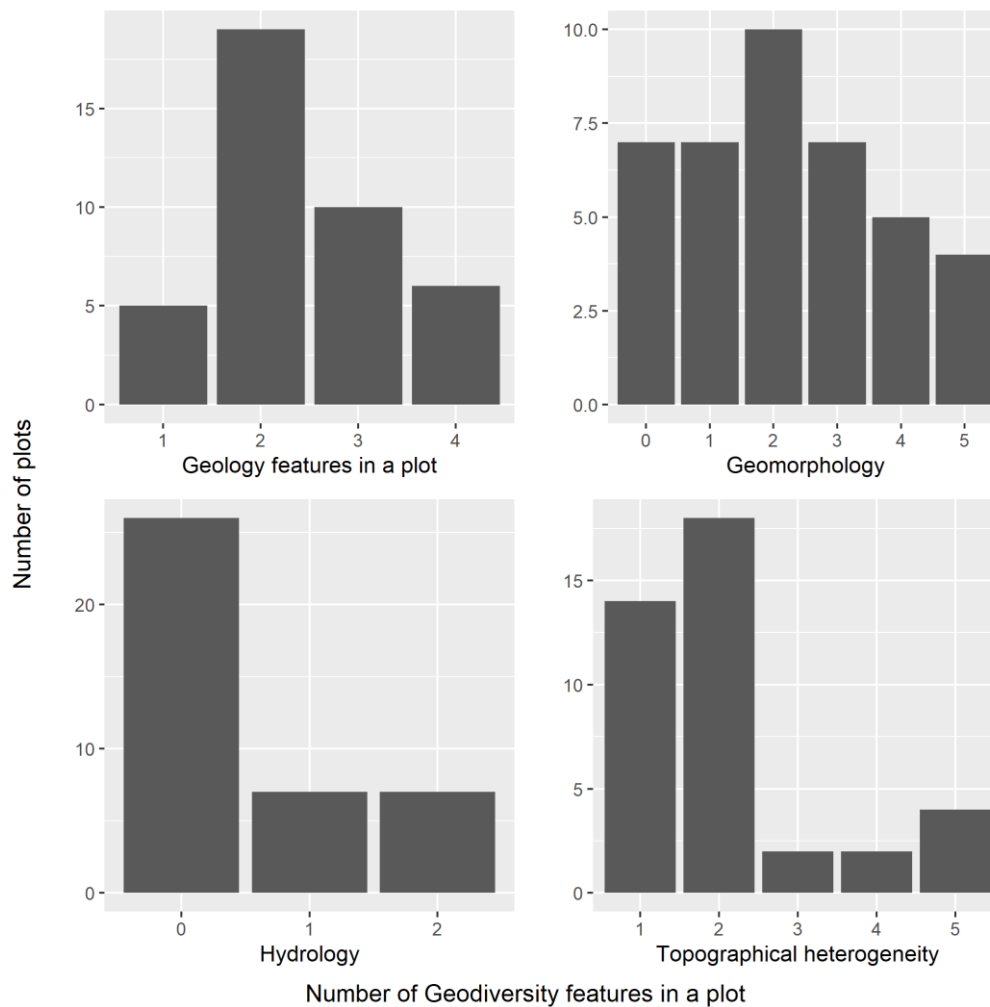 Number of plots
15
10
5
0
1 2 3 4
Geology features in a plot
10.0
7.5
5.0
2.5
0.0
0 1 2 3 4 5
Geomorphology
20
10
0
0 1 2
Hydrology
15
10
5
0
1 2 3 4 5
Topographical heterogeneity
Number of Geodiversity features in a plot